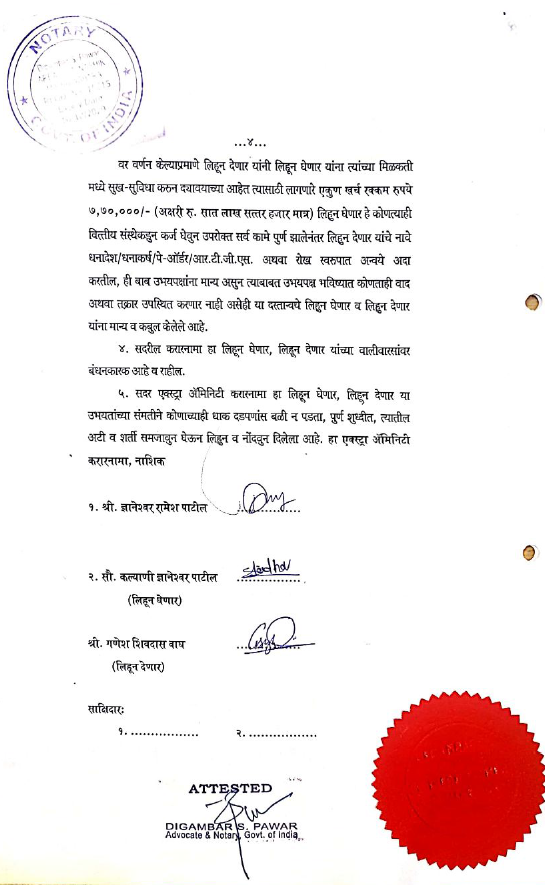 NOTARY
GOVT OF INDIA
...४...
वर वर्णन केल्याप्रमाणे लिहून देणार यांनी लिहून घेणार यांना त्यांच्या मिळकती
मध्ये सुख-सुविधा करुन दयावयाच्या आहेत त्यासाठी लागणारे एकुण खर्च रक्कम रुपये
७,७०,०००/- (अक्षरी रु. सात लाख सत्तर हजार मात्र) लिहून घेणार हे कोणत्याही
वित्तीय संस्थेकडुन कर्ज घेवुन उपरोक्त सर्व कामे पुर्ण झालेनंतर लिहून देणार यांचे नावे
धनादेश/धनाकर्ष/पे-ऑर्डर/आर.टी.जी.एस. अथवा रोख स्वरुपात अन्वये अदा
करतील, ही बाब उभयपक्षांना मान्य असुन त्याबाबत उभयपक्ष भविष्यात कोणताही वाद
अथवा तक्रार उपस्थित करणार नाही असेही या दस्तान्वये लिहून घेणार व लिहून देणार
यांना मान्य व कबुल केलेले आहे.
४. सदरील करारनामा हा लिहून घेणार, लिहून देणार यांच्या वालीवारसांवर
बंधनकारक आहे व राहील.
५. सदर एक्स्ट्रा ॲमिनिटी करारनामा हा लिहून घेणार, लिहून देणार या
उभयतांच्या संमतीने कोणाच्याही धाक दडपणांस बळी न पडता, पुर्ण शुध्दीत, त्यातील
अटी व शर्ती समजावुन घेऊन लिहुन व नोंदवुन दिलेला आहे. हा एक्स्ट्रा ॲमिनिटी
करारनामा, नाशिक
१. श्री. ज्ञानेश्वर रामेश पाटील
२. सौ. कल्याणी ज्ञानेश्वर पाटील
(लिहून घेणार)
श्री. गणेश शिवदास वाघ
(लिहून देणार)
साक्षिदार:
१. ................. २. .................
ATTESTED
DIGAMBAR S. PAWAR
Advocate & Notary Govt. of India